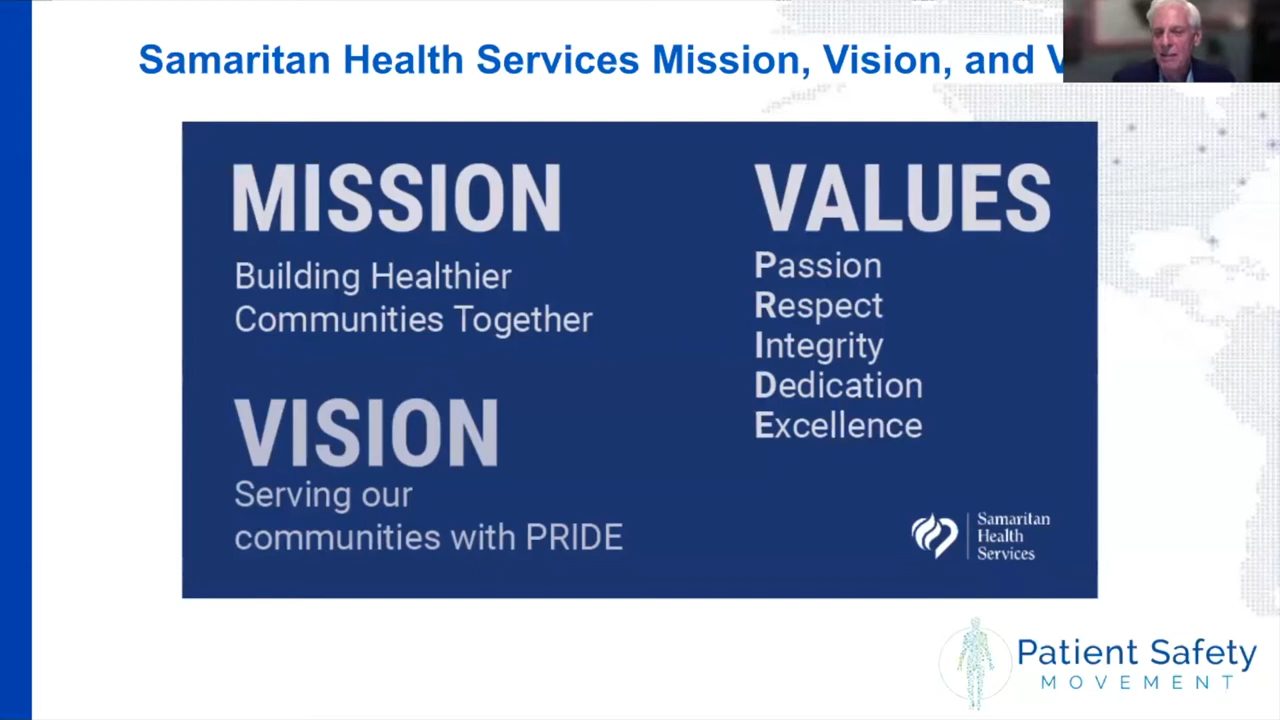 Samaritan Health Services Mission, Vision, and V
MISSION
Building Healthier
Communities Together
VISION
Serving our
communities with PRIDE
VALUES
Passion
Respect
Integrity
Dedication
Excellence
Samaritan
Health
Services
Patient Safety
MOVEMENT